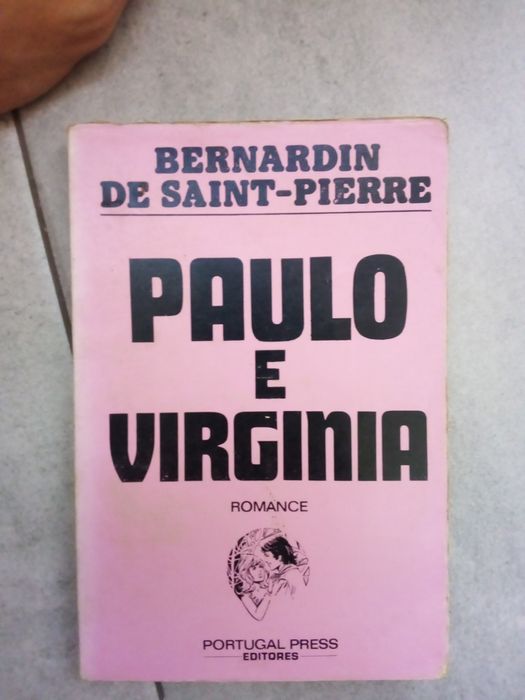 BERNARDIN
DE SAINT-PIERRE
PAULO
E
VIRGINIA
ROMANCE
PORTUGAL PRESS
EDITORES